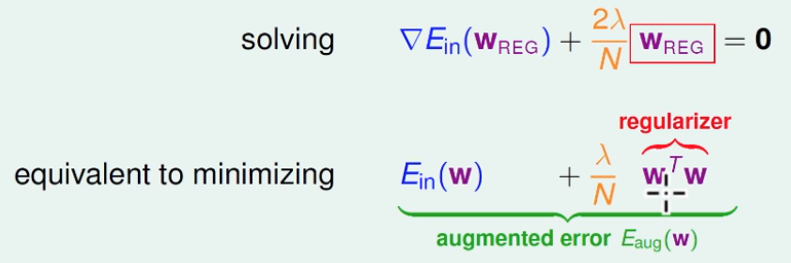 solving ∇E_in(w_REG) + 2λ/N w_REG = 0
regularizer
equivalent to minimizing E_in(w) + λ/N w^T w
augmented error E_aug(w)